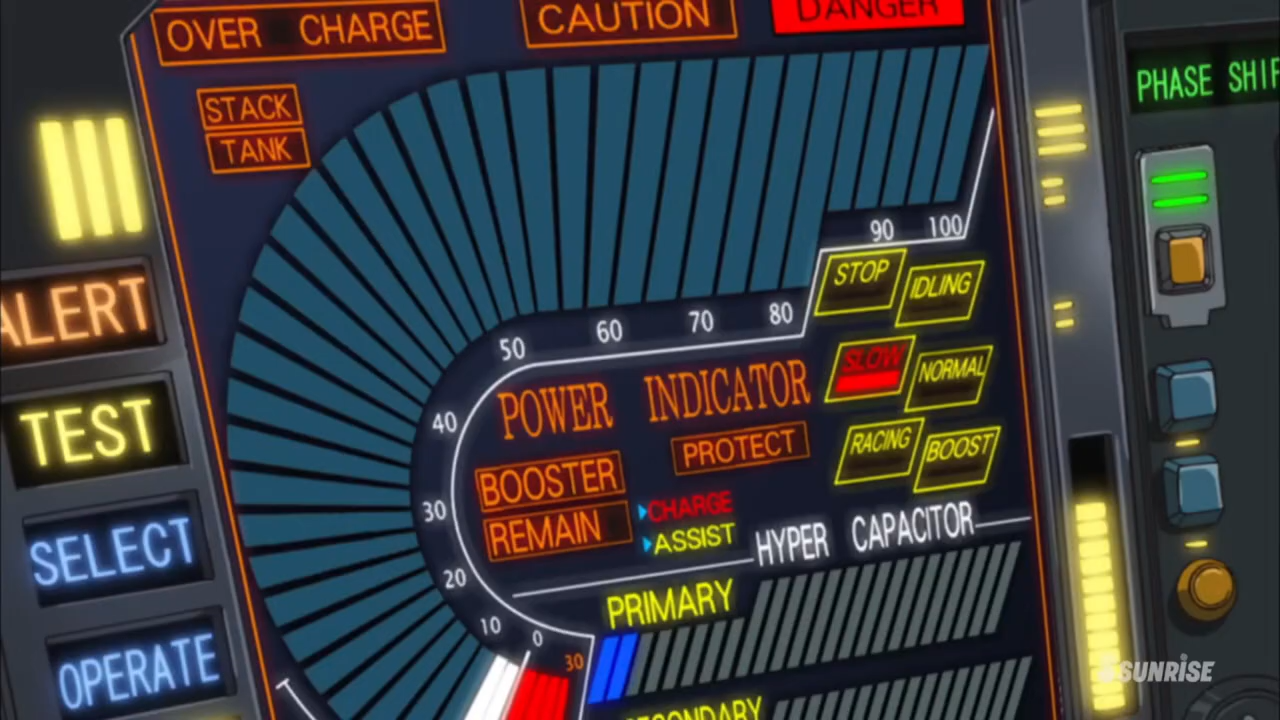 OVER CHARGE
CAUTION
DANGER
PHASE SHIF
STACK
TANK
ALERT
TEST
SELECT
OPERATE
90 100
50 60 70 80
40
30
20
10
0
30
STOP
IDLING
SLOW
NORMAL
RACING
BOOST
POWER INDICATOR
PROTECT
BOOSTER
REMAIN
CHARGE
ASSIST
HYPER CAPACITOR
PRIMARY
SECONDARY
SUNRISE